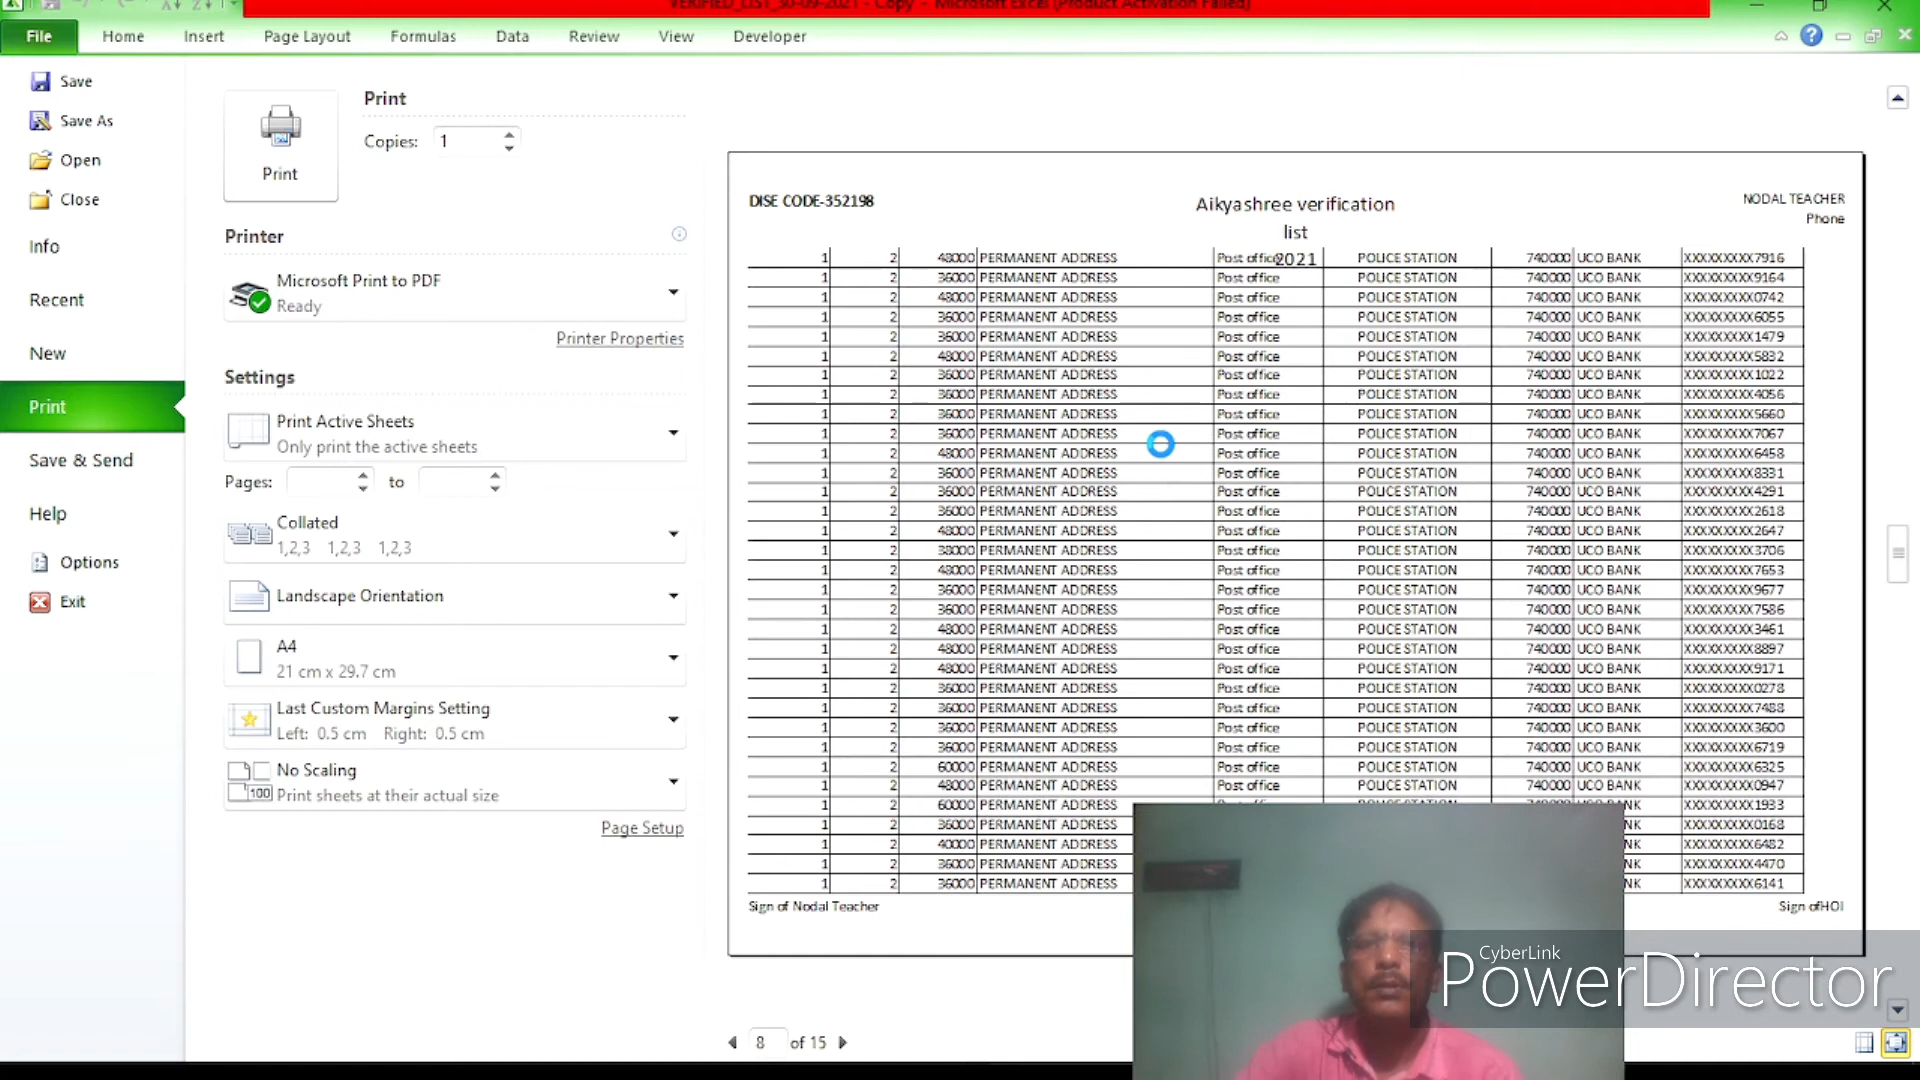 VERIFIED_LIST_30-09-2021 - Copy - Microsoft Excel (Product Activation Failed)
File Home Insert Page Layout Formulas Data Review View Developer
Save
Save As
Open
Close
Info
Recent
New
Print
Save & Send
Help
Options
Exit
Print
Print
Copies: 1
Printer
Microsoft Print to PDF
Ready
Printer Properties
Settings
Print Active Sheets
Only print the active sheets
Pages: to
Collated
1,2,3 1,2,3 1,2,3
Landscape Orientation
A4
21 cm x 29.7 cm
Last Custom Margins Setting
Left: 0.5 cm Right: 0.5 cm
No Scaling
100 Print sheets at their actual size
Page Setup
DISE CODE-352198
Aikyashree verification
list
2021
NODAL TEACHER
Phone
1 2 48000 PERMANENT ADDRESS Post office POLICE STATION 740000 UCO BANK XXXXXXXXX7916
1 2 36000 PERMANENT ADDRESS Post office POLICE STATION 740000 UCO BANK XXXXXXXXX9164
1 2 48000 PERMANENT ADDRESS Post office POLICE STATION 740000 UCO BANK XXXXXXXXX0742
1 2 36000 PERMANENT ADDRESS Post office POLICE STATION 740000 UCO BANK XXXXXXXXX6055
1 2 36000 PERMANENT ADDRESS Post office POLICE STATION 740000 UCO BANK XXXXXXXXX1479
1 2 48000 PERMANENT ADDRESS Post office POLICE STATION 740000 UCO BANK XXXXXXXXX5832
1 2 36000 PERMANENT ADDRESS Post office POLICE STATION 740000 UCO BANK XXXXXXXXX1022
1 2 36000 PERMANENT ADDRESS Post office POLICE STATION 740000 UCO BANK XXXXXXXXX4056
1 2 36000 PERMANENT ADDRESS Post office POLICE STATION 740000 UCO BANK XXXXXXXXX5660
1 2 36000 PERMANENT ADDRESS Post office POLICE STATION 740000 UCO BANK XXXXXXXXX7067
1 2 48000 PERMANENT ADDRESS Post office POLICE STATION 740000 UCO BANK XXXXXXXXX6458
1 2 36000 PERMANENT ADDRESS Post office POLICE STATION 740000 UCO BANK XXXXXXXXX8331
1 2 36000 PERMANENT ADDRESS Post office POLICE STATION 740000 UCO BANK XXXXXXXXX4291
1 2 36000 PERMANENT ADDRESS Post office POLICE STATION 740000 UCO BANK XXXXXXXXX2618
1 2 48000 PERMANENT ADDRESS Post office POLICE STATION 740000 UCO BANK XXXXXXXXX2647
1 2 38000 PERMANENT ADDRESS Post office POLICE STATION 740000 UCO BANK XXXXXXXXX3706
1 2 48000 PERMANENT ADDRESS Post office POLICE STATION 740000 UCO BANK XXXXXXXXX7653
1 2 36000 PERMANENT ADDRESS Post office POLICE STATION 740000 UCO BANK XXXXXXXXX9677
1 2 36000 PERMANENT ADDRESS Post office POLICE STATION 740000 UCO BANK XXXXXXXXX7586
1 2 48000 PERMANENT ADDRESS Post office POLICE STATION 740000 UCO BANK XXXXXXXXX3461
1 2 48000 PERMANENT ADDRESS Post office POLICE STATION 740000 UCO BANK XXXXXXXXX8897
1 2 48000 PERMANENT ADDRESS Post office POLICE STATION 740000 UCO BANK XXXXXXXXX9171
1 2 36000 PERMANENT ADDRESS Post office POLICE STATION 740000 UCO BANK XXXXXXXXX0278
1 2 36000 PERMANENT ADDRESS Post office POLICE STATION 740000 UCO BANK XXXXXXXXX7488
1 2 36000 PERMANENT ADDRESS Post office POLICE STATION 740000 UCO BANK XXXXXXXXX3600
1 2 36000 PERMANENT ADDRESS Post office POLICE STATION 740000 UCO BANK XXXXXXXXX6719
1 2 60000 PERMANENT ADDRESS Post office POLICE STATION 740000 UCO BANK XXXXXXXXX6325
1 2 48000 PERMANENT ADDRESS Post office POLICE STATION 740000 UCO BANK XXXXXXXXX0947
1 2 60000 PERMANENT ADDRESS XXXXXXXXX1933
1 2 36000 PERMANENT ADDRESS NK XXXXXXXXX0168
1 2 40000 PERMANENT ADDRESS NK XXXXXXXXX6482
1 2 36000 PERMANENT ADDRESS NK XXXXXXXXX4470
1 2 36000 PERMANENT ADDRESS NK XXXXXXXXX6141
Sign of Nodal Teacher
Sign ofHOI
CyberLink
PowerDirector
8 of 15